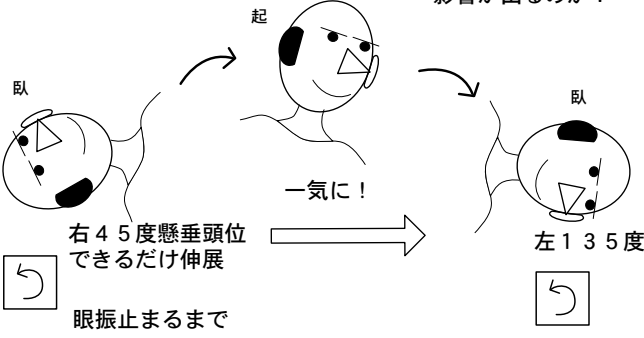 影響が出るのか？
起
臥
臥
一気に！
右４５度懸垂頭位
できるだけ伸展
左１３５度
眼振止まるまで